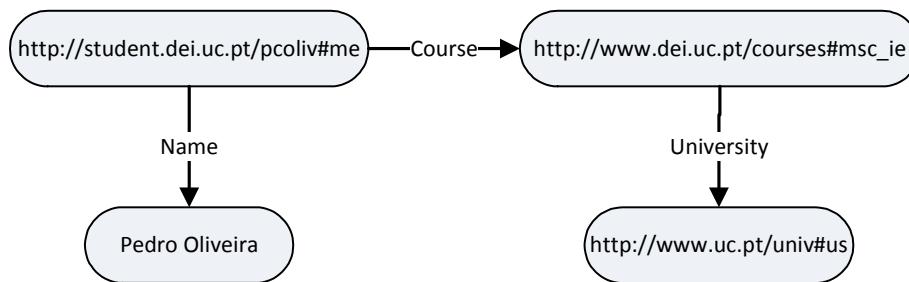 http://student.dei.uc.pt/pcoliv#me
Course
http://www.dei.uc.pt/courses#msc_ie
Name
University
Pedro Oliveira
http://www.uc.pt/univ#us